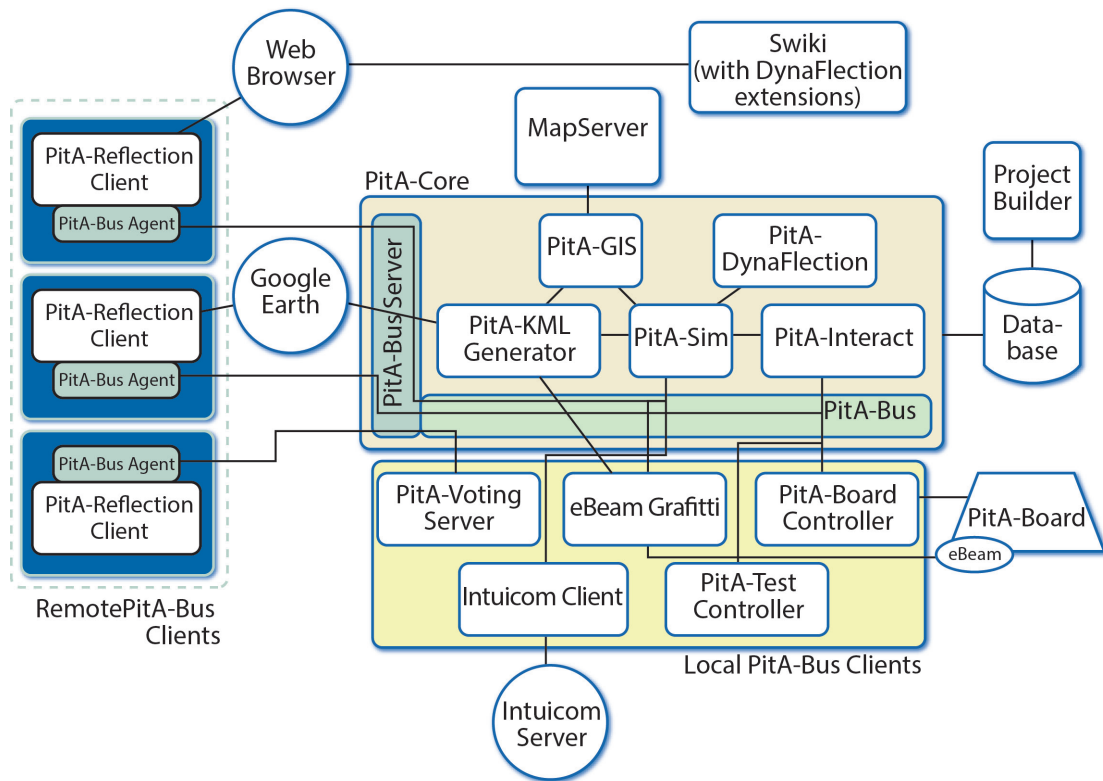 Web
Browser
Swiki
(with DynaFlection
extensions)
MapServer
PitA-Reflection
Client
PitA-Bus Agent
PitA-Core
Project
Builder
PitA-GIS
PitA-
DynaFlection
Google
Earth
PitA-Reflection
Client
PitA-Bus Agent
PitA-Bus Server
PitA-KML
Generator
PitA-Sim
PitA-Interact
Data-
base
PitA-Bus
PitA-Bus Agent
PitA-Reflection
Client
RemotePitA-Bus
Clients
PitA-Voting
Server
eBeam Grafitti
PitA-Board
Controller
PitA-Board
eBeam
Intuicom Client
PitA-Test
Controller
Local PitA-Bus Clients
Intuicom
Server